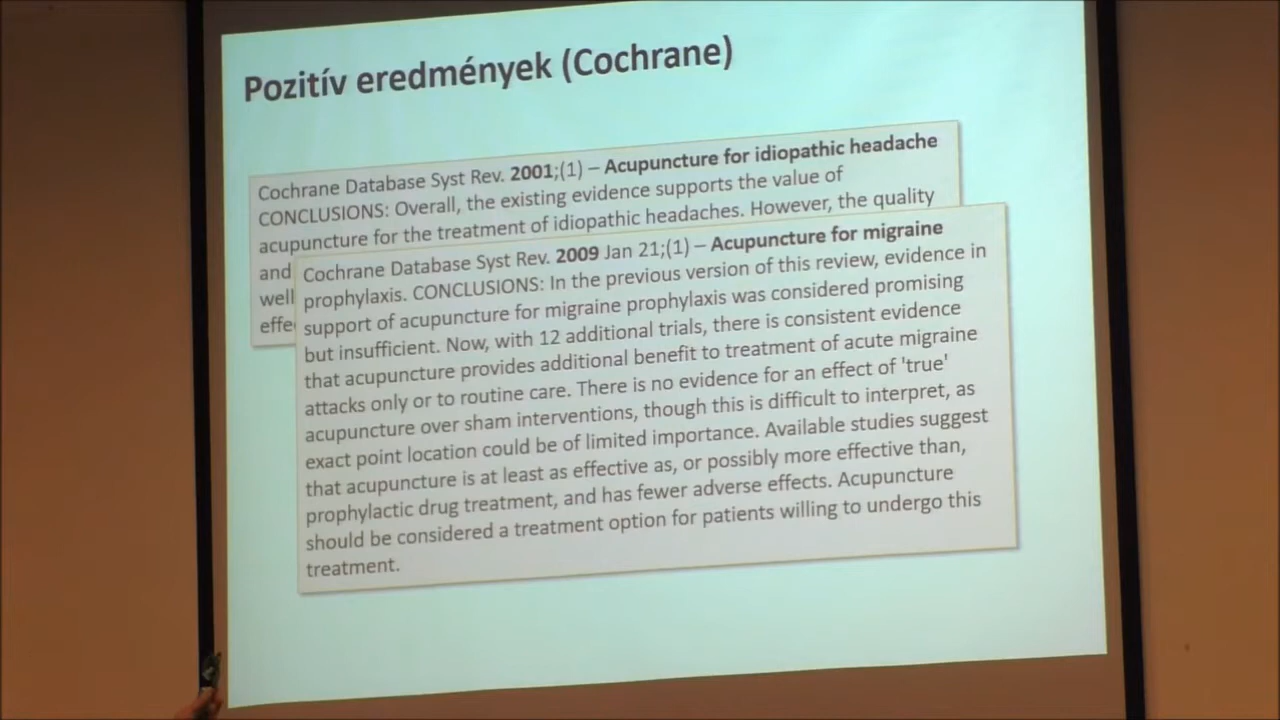 Pozitív eredmények (Cochrane)
Cochrane Database Syst Rev. 2001;(1) – Acupuncture for idiopathic headache
CONCLUSIONS: Overall, the existing evidence supports the value of
acupuncture for the treatment of idiopathic headaches. However, the quality
and
well
effe
Cochrane Database Syst Rev. 2009 Jan 21;(1) – Acupuncture for migraine
prophylaxis. CONCLUSIONS: In the previous version of this review, evidence in
support of acupuncture for migraine prophylaxis was considered promising
but insufficient. Now, with 12 additional trials, there is consistent evidence
that acupuncture provides additional benefit to treatment of acute migraine
attacks only or to routine care. There is no evidence for an effect of 'true'
acupuncture over sham interventions, though this is difficult to interpret, as
exact point location could be of limited importance. Available studies suggest
that acupuncture is at least as effective as, or possibly more effective than,
prophylactic drug treatment, and has fewer adverse effects. Acupuncture
should be considered a treatment option for patients willing to undergo this
treatment.